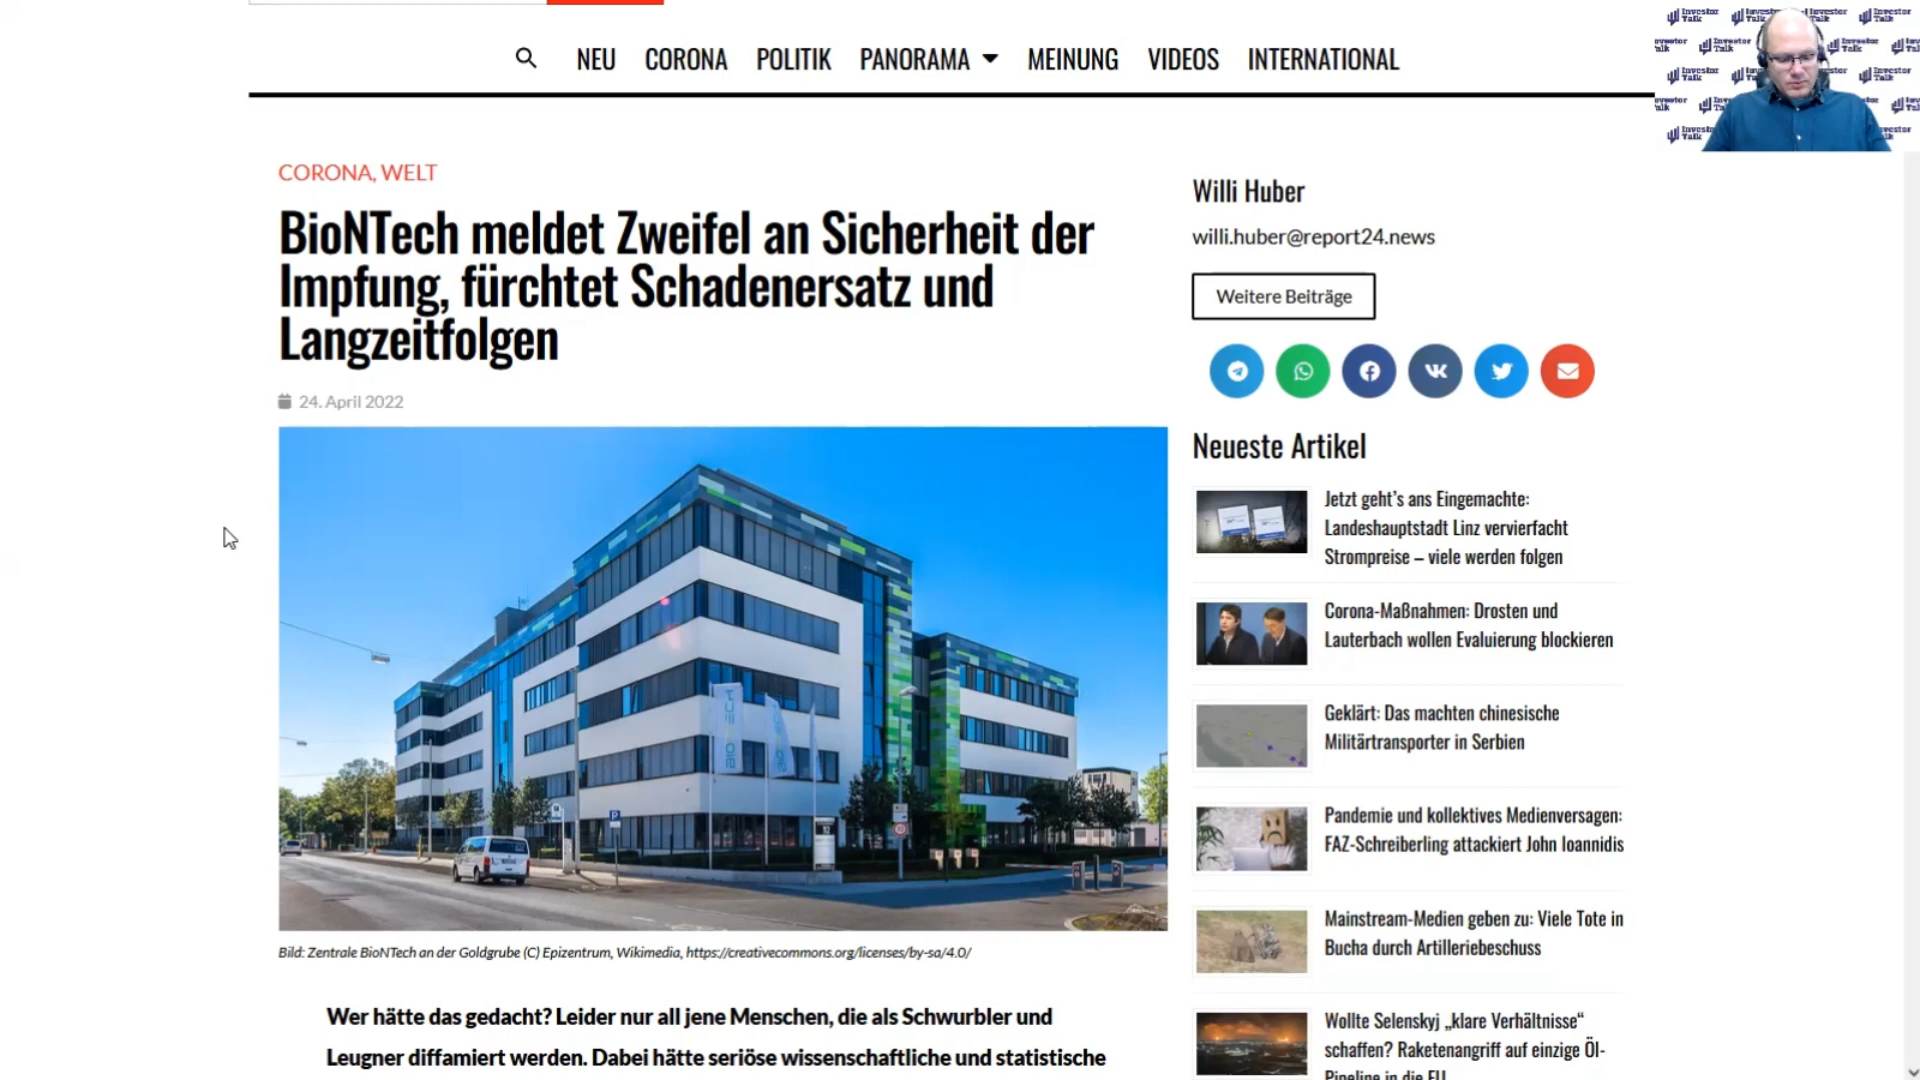 NEU CORONA POLITIK PANORAMA MEINUNG VIDEOS INTERNATIONAL
CORONA, WELT
BioNTech meldet Zweifel an Sicherheit der
Impfung, fürchtet Schadenersatz und
Langzeitfolgen
24. April 2022
Bild: Zentrale BioNTech an der Goldgrube (C) Epizentrum, Wikimedia, https://creativecommons.org/licenses/by-sa/4.0/
Wer hätte das gedacht? Leider nur all jene Menschen, die als Schwurbler und
Leugner diffamiert werden. Dabei hätte seriöse wissenschaftliche und statistische
Willi Huber
willi.huber@report24.news
Weitere Beiträge
Neueste Artikel
Jetzt geht's ans Eingemachte:
Landeshauptstadt Linz vervierfacht
Strompreise – viele werden folgen
Corona-Maßnahmen: Drosten und
Lauterbach wollen Evaluierung blockieren
Geklärt: Das machten chinesische
Militärtransporter in Serbien
Pandemie und kollektives Medienversagen:
FAZ-Schreiberling attackiert John Ioannidis
Mainstream-Medien geben zu: Viele Tote in
Bucha durch Artilleriebeschuss
Wollte Selenskyj „klare Verhältnisse“
schaffen? Raketenangriff auf einzige Öl-
Pipeline in die EU
Investor
Talk